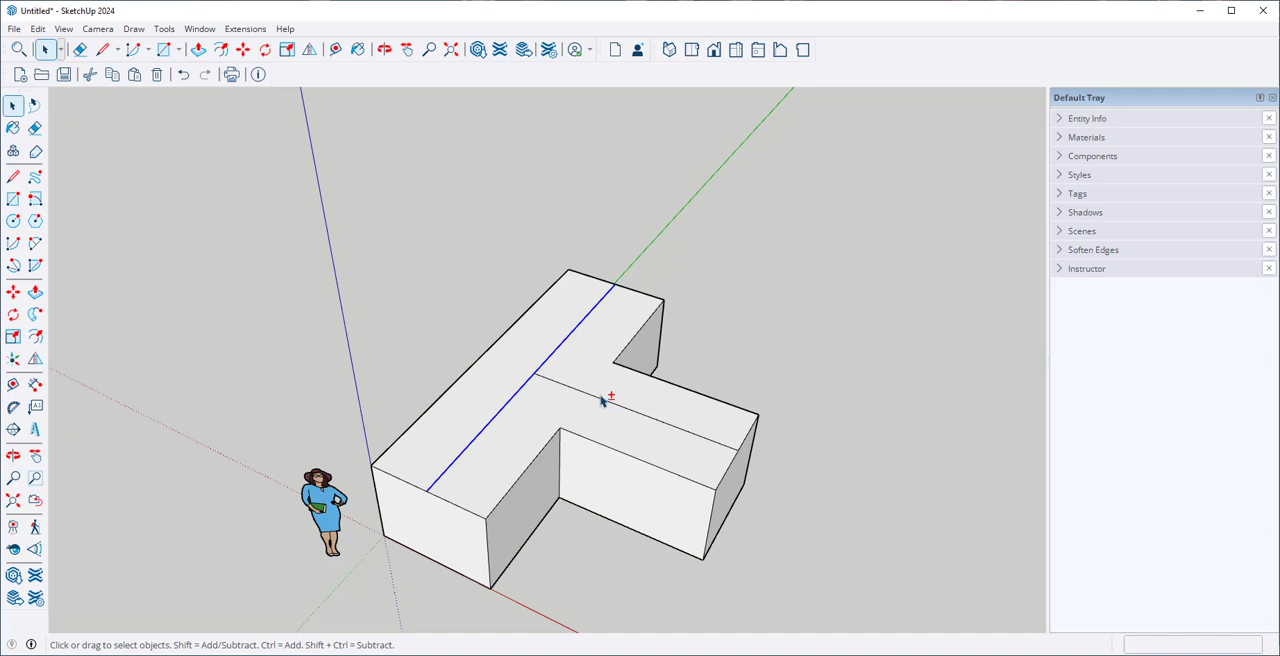 Untitled* - SketchUp 2024
File Edit View Camera Draw Tools Window Extensions Help
Default Tray
Entity Info
Materials
Components
Styles
Tags
Shadows
Scenes
Soften Edges
Instructor
Click or drag to select objects. Shift = Add/Subtract. Ctrl = Add. Shift + Ctrl = Subtract.